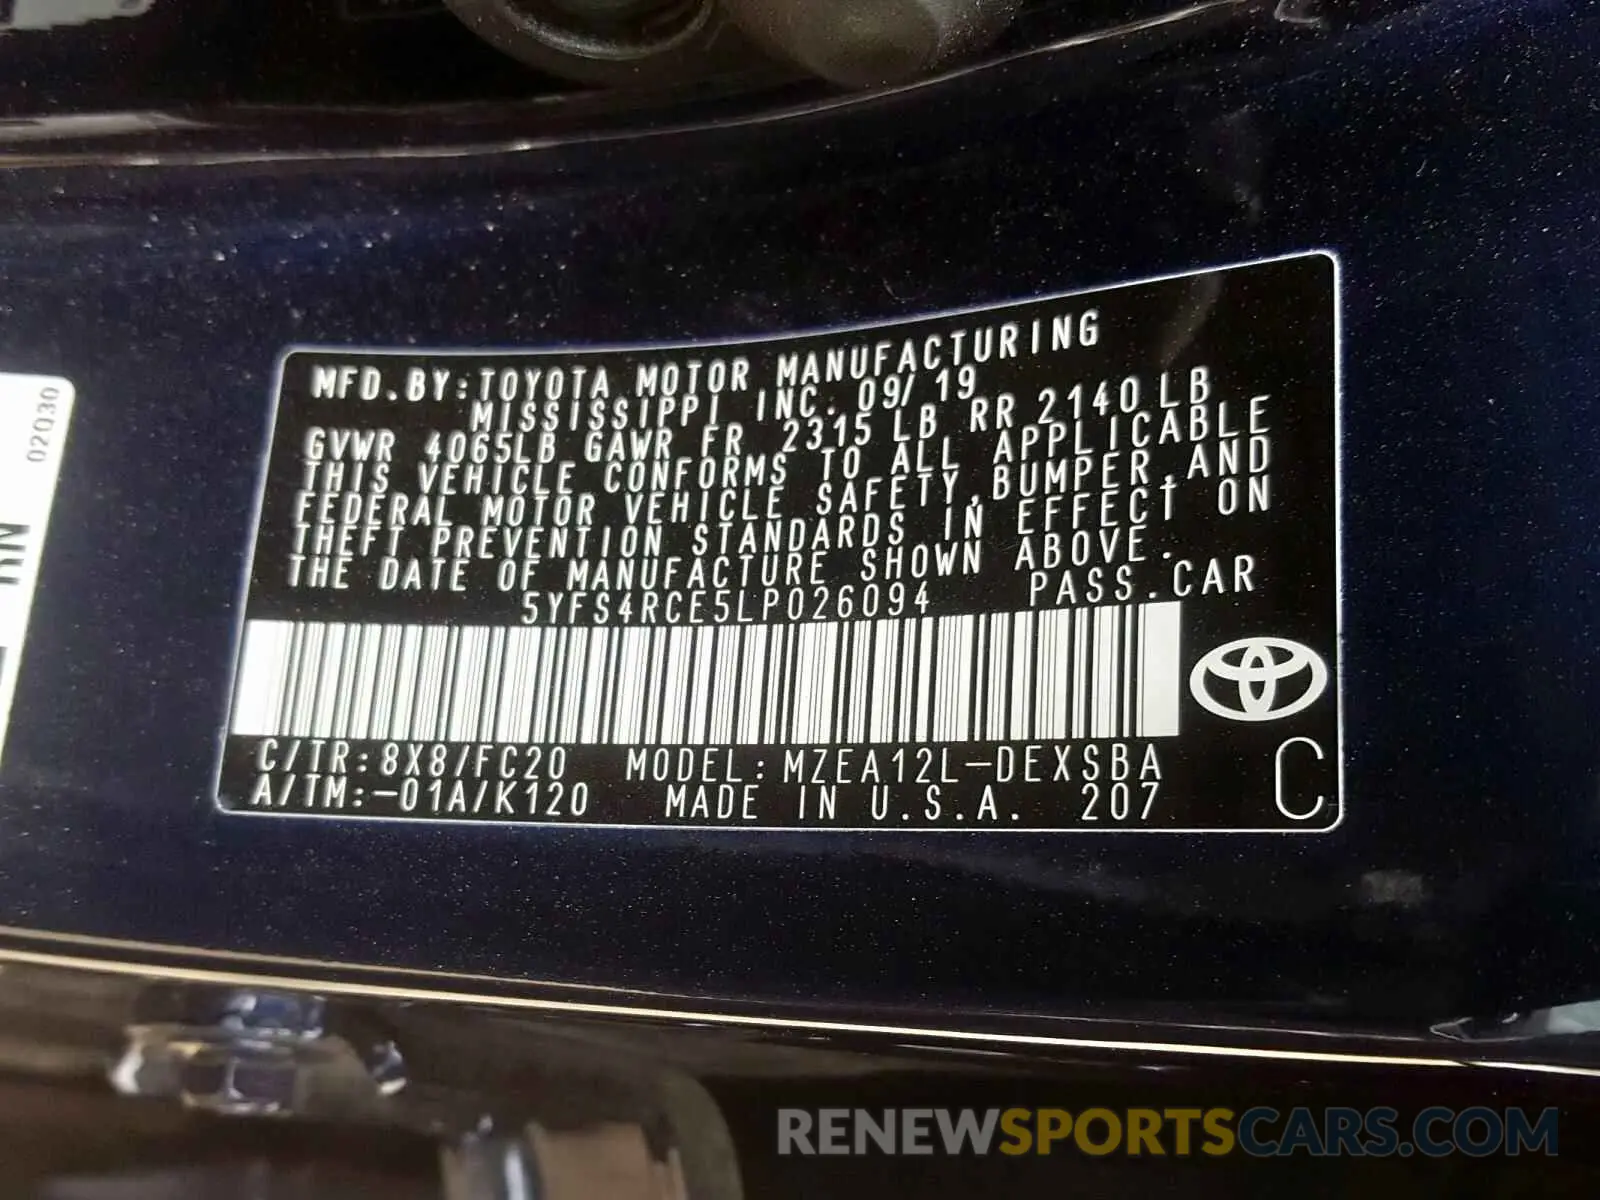 MFD.BY:TOYOTA MOTOR MANUFACTURING
MISSISSIPPI INC. 09/19
GVWR 4065LB GAWR FR 2315 LB RR 2140 LB
THIS VEHICLE CONFORMS TO ALL APPLICABLE
FEDERAL MOTOR VEHICLE SAFETY,BUMPER,AND
THEFT PREVENTION STANDARDS IN EFFECT ON
THE DATE OF MANUFACTURE SHOWN ABOVE.
5YFS4RCE5LP026094 PASS.CAR
C/TR:8X8/FC20 MODEL:MZEA12L-DEXSBA
A/TM:-01A/K120 MADE IN U.S.A. 207
C
02030
RENEWSPORTSCARS.COM